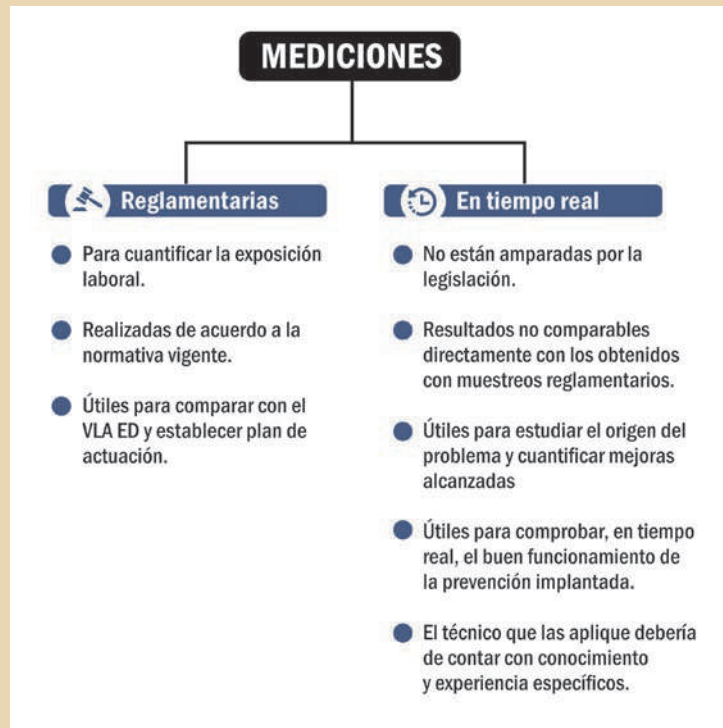 MEDICIONES
Reglamentarias
Para cuantificar la exposición
laboral.
Realizadas de acuerdo a la
normativa vigente.
Útiles para comparar con el
VLA ED y establecer plan de
actuación.
En tiempo real
No están amparadas por la
legislación.
Resultados no comparables
directamente con los obtenidos
con muestreos reglamentarios.
Útiles para estudiar el origen del
problema y cuantificar mejoras
alcanzadas
Útiles para comprobar, en tiempo
real, el buen funcionamiento de
la prevención implantada.
El técnico que las aplique debería
de contar con conocimiento
y experiencia específicos.